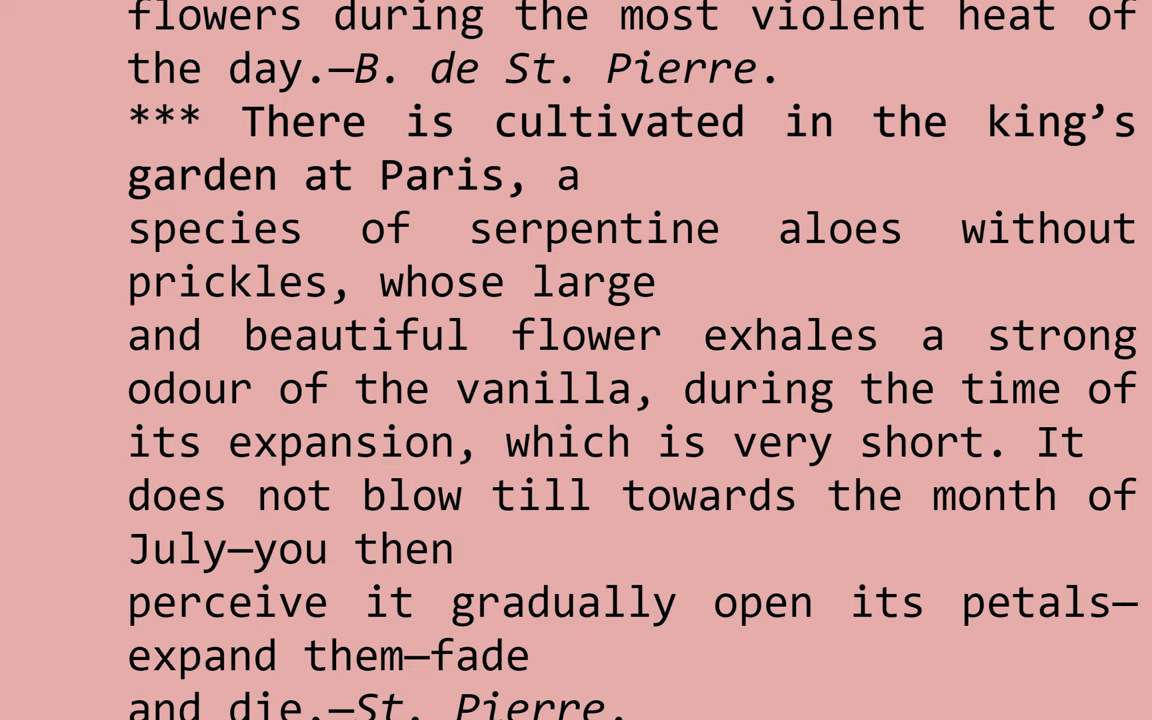 flowers during the most violent heat of
the day.—B. de St. Pierre.
*** There is cultivated in the king’s
garden at Paris, a
species of serpentine aloes without
prickles, whose large
and beautiful flower exhales a strong
odour of the vanilla, during the time of
its expansion, which is very short. It
does not blow till towards the month of
July—you then
perceive it gradually open its petals—
expand them—fade
and die.—St. Pierre.